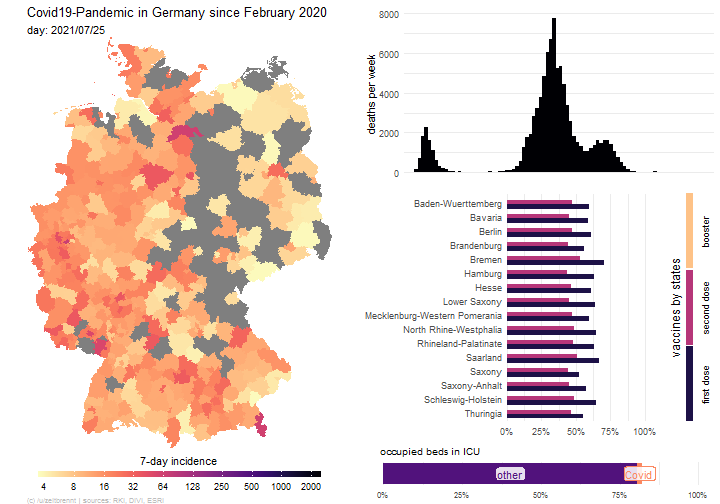 Covid19-Pandemic in Germany since February 2020
day: 2021/07/25
7-day incidence
4 8 16 32 64 125 250 500 1000 2000
(c) /u/zeitbrennt | sources: RKI, DIVI, ESRI
deaths per week
8000
6000
4000
2000
0
Baden-Wuerttemberg
Bavaria
Berlin
Brandenburg
Bremen
Hamburg
Hesse
Lower Saxony
Mecklenburg-Western Pomerania
North Rhine-Westphalia
Rhineland-Palatinate
Saarland
Saxony
Saxony-Anhalt
Schleswig-Holstein
Thuringia
0% 25% 50% 75% 100%
vaccines by states
booster
second dose
first dose
occupied beds in ICU
other
Covid
0% 25% 50% 75% 100%